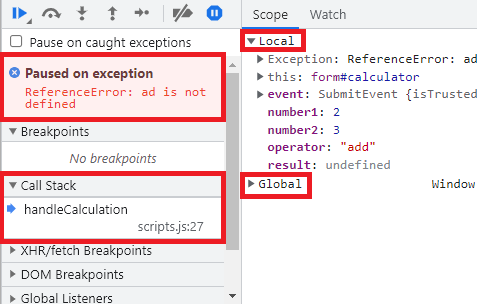 Scope
Watch
Pause on caught exceptions
Paused on exception
ReferenceError: ad is not
defined
Breakpoints
No breakpoints
Call Stack
handleCalculation
scripts.js:27
XHR/fetch Breakpoints
DOM Breakpoints
Global Listeners
Local
Exception: ReferenceError: ad
this: form#calculator
event: SubmitEvent {isTrusted
number1: 2
number2: 3
operator: "add"
result: undefined
Global Window